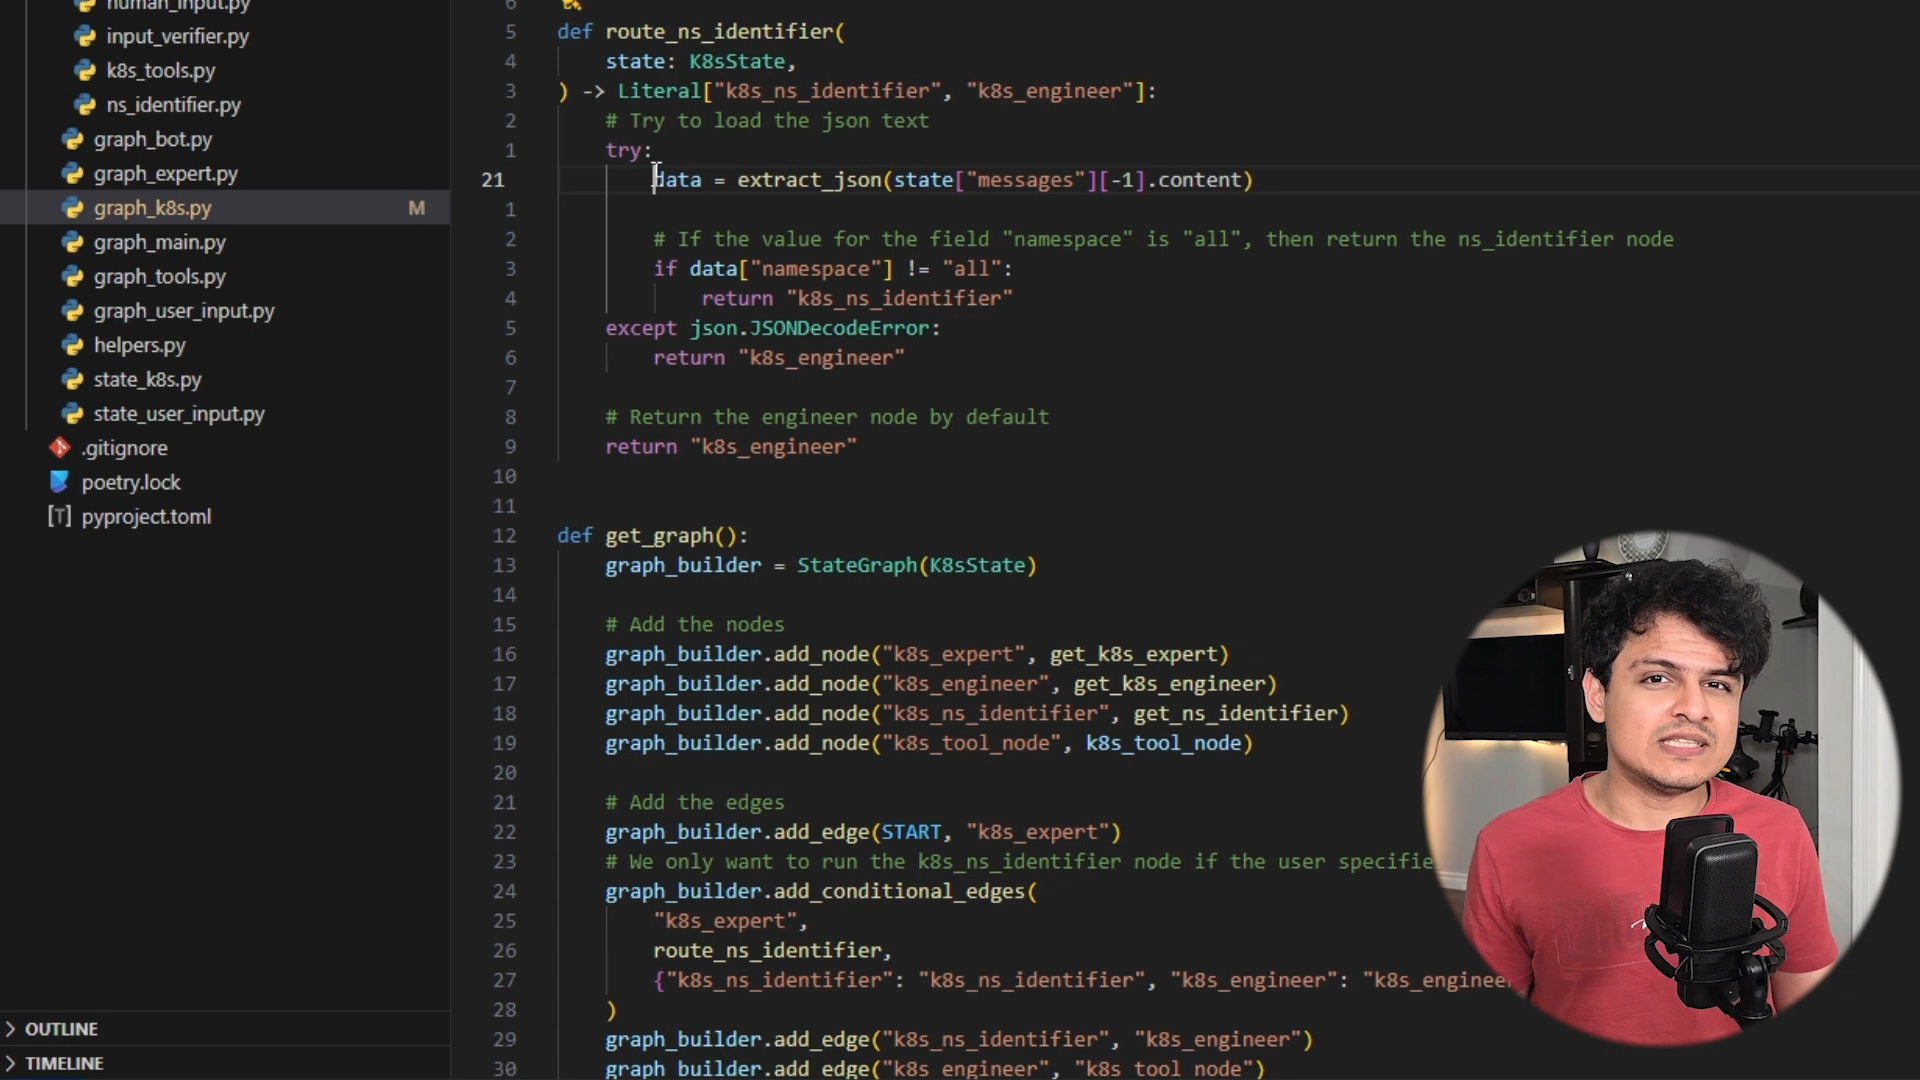 human_input.py
input_verifier.py
k8s_tools.py
ns_identifier.py
graph_bot.py
graph_expert.py
graph_k8s.py M
graph_main.py
graph_tools.py
graph_user_input.py
helpers.py
state_k8s.py
state_user_input.py
.gitignore
poetry.lock
pyproject.toml
OUTLINE
TIMELINE
6
5 def route_ns_identifier(
4 state: K8sState,
3 ) -> Literal["k8s_ns_identifier", "k8s_engineer"]:
2 # Try to load the json text
1 try:
21 data = extract_json(state["messages"][-1].content)
1
2 # If the value for the field "namespace" is "all", then return the ns_identifier node
3 if data["namespace"] != "all":
4 return "k8s_ns_identifier"
5 except json.JSONDecodeError:
6 return "k8s_engineer"
7
8 # Return the engineer node by default
9 return "k8s_engineer"
10
11
12 def get_graph():
13 graph_builder = StateGraph(K8sState)
14
15 # Add the nodes
16 graph_builder.add_node("k8s_expert", get_k8s_expert)
17 graph_builder.add_node("k8s_engineer", get_k8s_engineer)
18 graph_builder.add_node("k8s_ns_identifier", get_ns_identifier)
19 graph_builder.add_node("k8s_tool_node", k8s_tool_node)
20
21 # Add the edges
22 graph_builder.add_edge(START, "k8s_expert")
23 # We only want to run the k8s_ns_identifier node if the user specifie
24 graph_builder.add_conditional_edges(
25 "k8s_expert",
26 route_ns_identifier,
27 {"k8s_ns_identifier": "k8s_ns_identifier", "k8s_engineer": "k8s_engineer
28 )
29 graph_builder.add_edge("k8s_ns_identifier", "k8s_engineer")
30 graph_builder.add_edge("k8s_engineer", "k8s_tool_node")